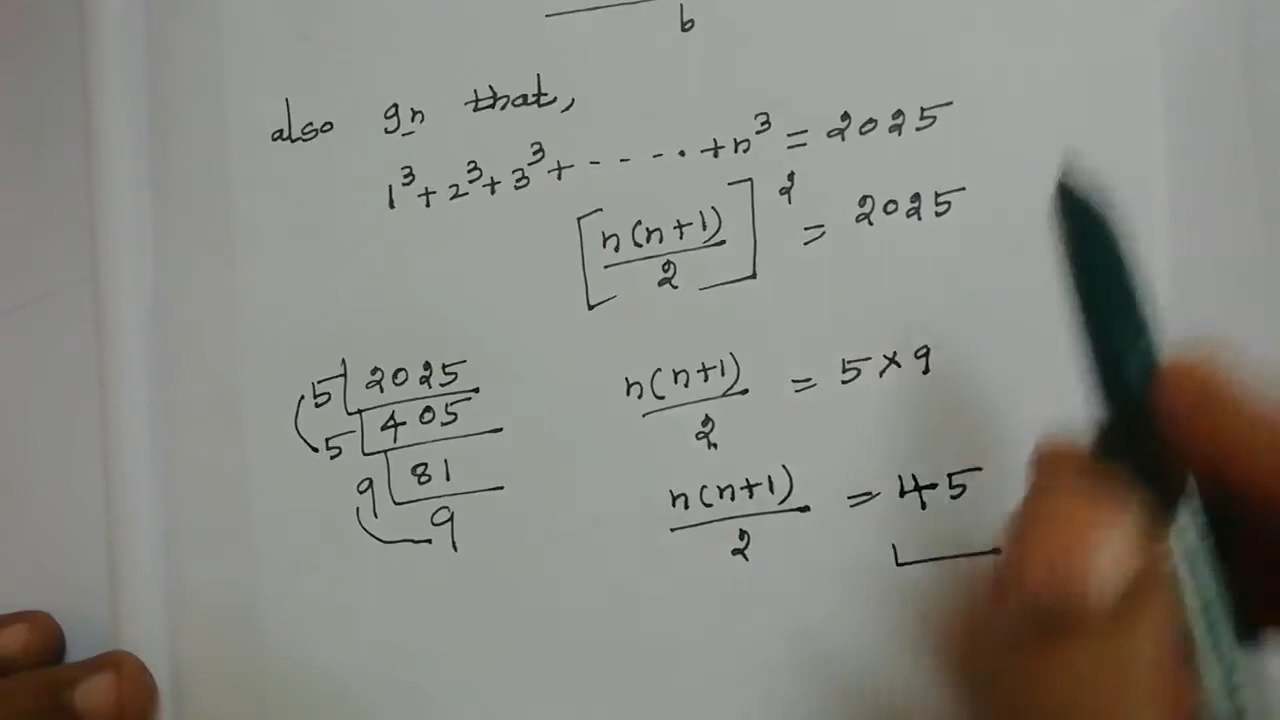 b
also gn that,
1³ + 2³ + 3³ + - - - - · + n³ = 2025
[n(n+1)/2]² = 2025
5 | 2025
5 | 405
9 | 81
9
n(n+1)/2 = 5 × 9
n(n+1)/2 = 45